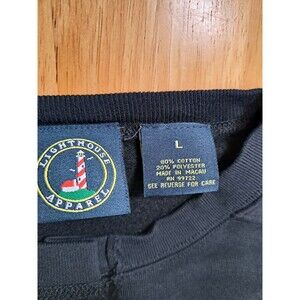 LIGHTHOUSE
APPAREL
L
80% COTTON
20% POLYESTER
MADE IN MACAU
RN 99722
SEE REVERSE FOR CARE